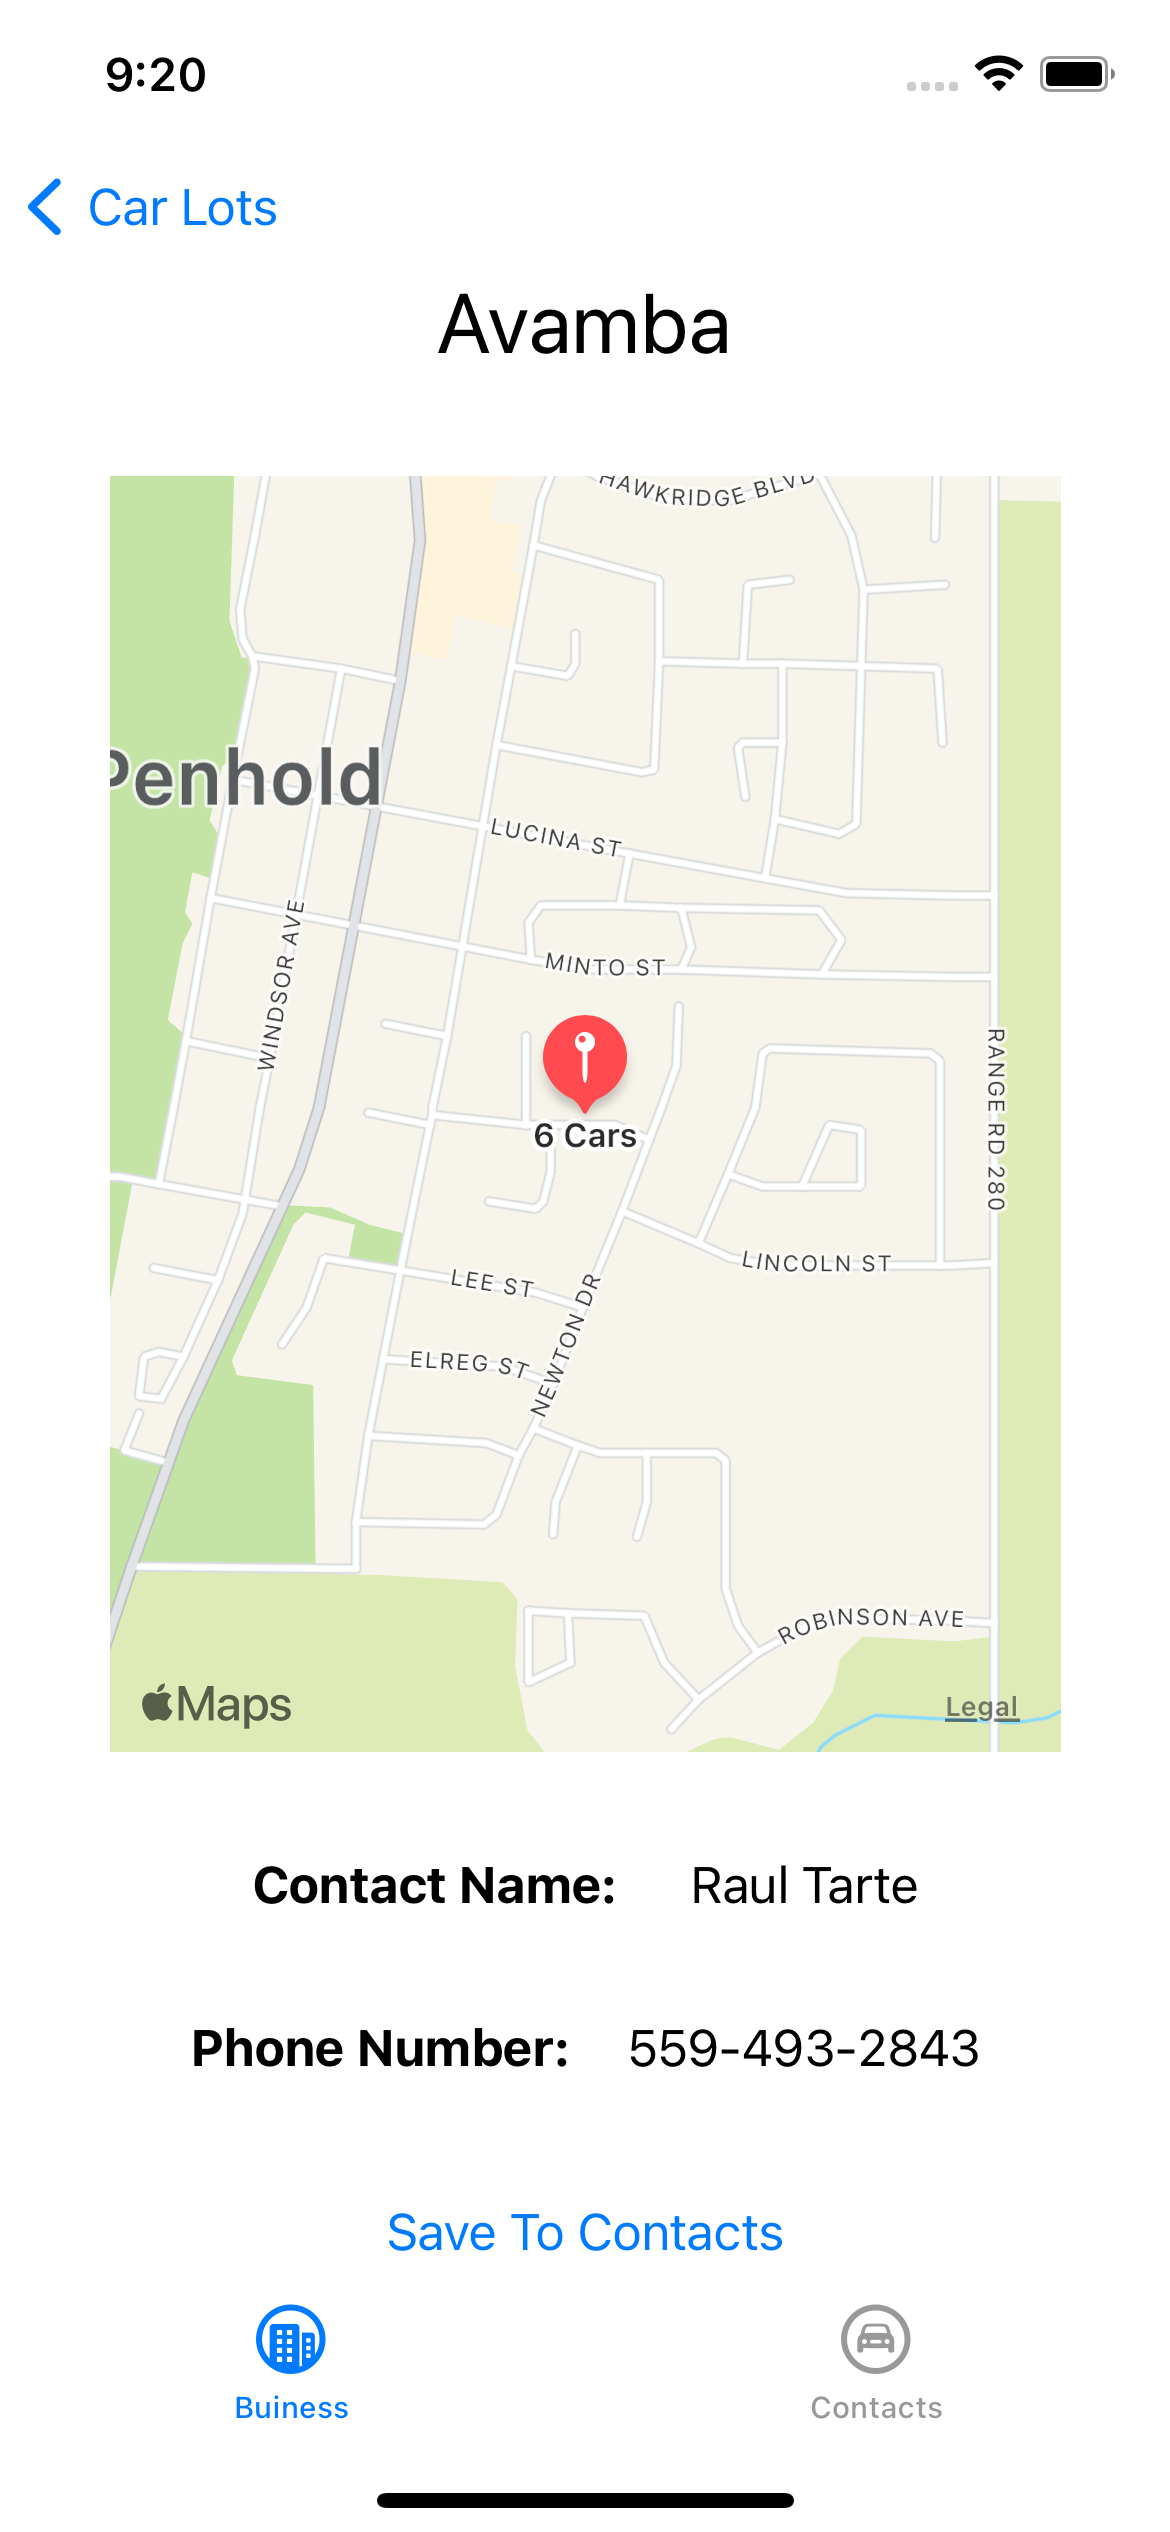 9:20
Car Lots
Avamba
HAWKRIDGE BLVD
Penhold
LUCINA ST
WINDSOR AVE
MINTO ST
6 Cars
RANGE RD 280
LINCOLN ST
LEE ST
NEWTON DR
ELREG ST
ROBINSON AVE
Maps
Legal
Contact Name: Raul Tarte
Phone Number: 559-493-2843
Save To Contacts
Buiness
Contacts